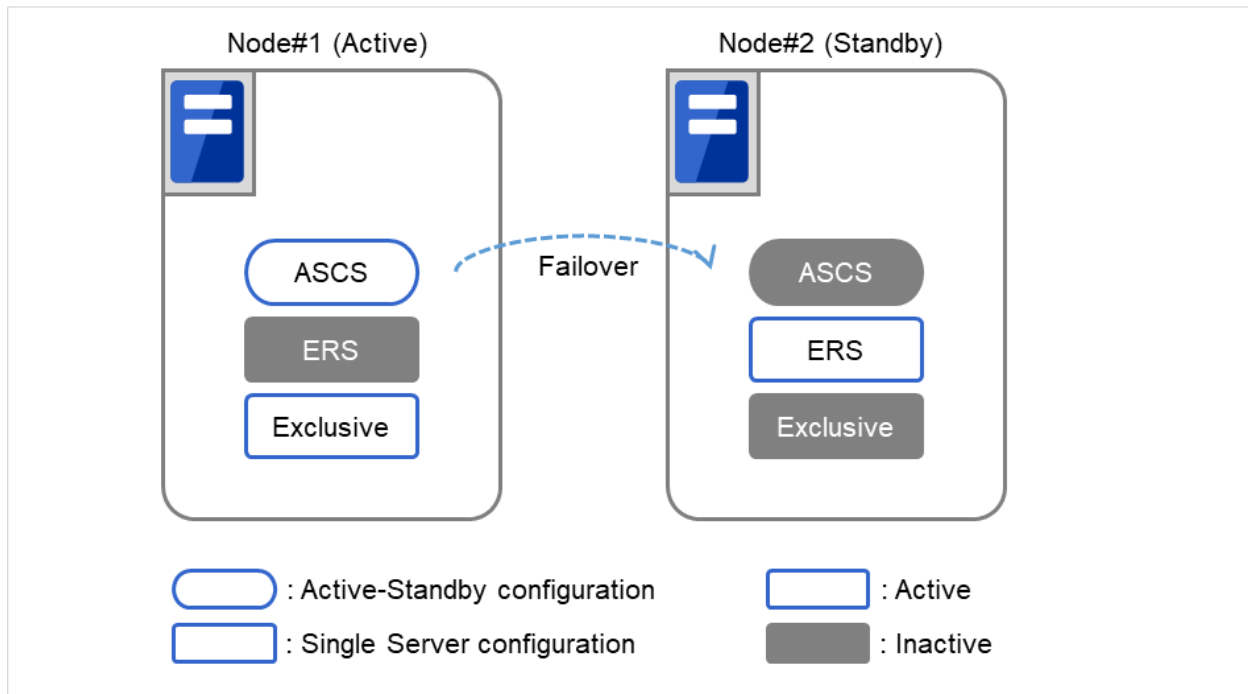 Node#1 (Active)
Node#2 (Standby)
ASCS
Failover
ASCS
ERS
ERS
Exclusive
Exclusive
: Active-Standby configuration
: Active
: Single Server configuration
: Inactive